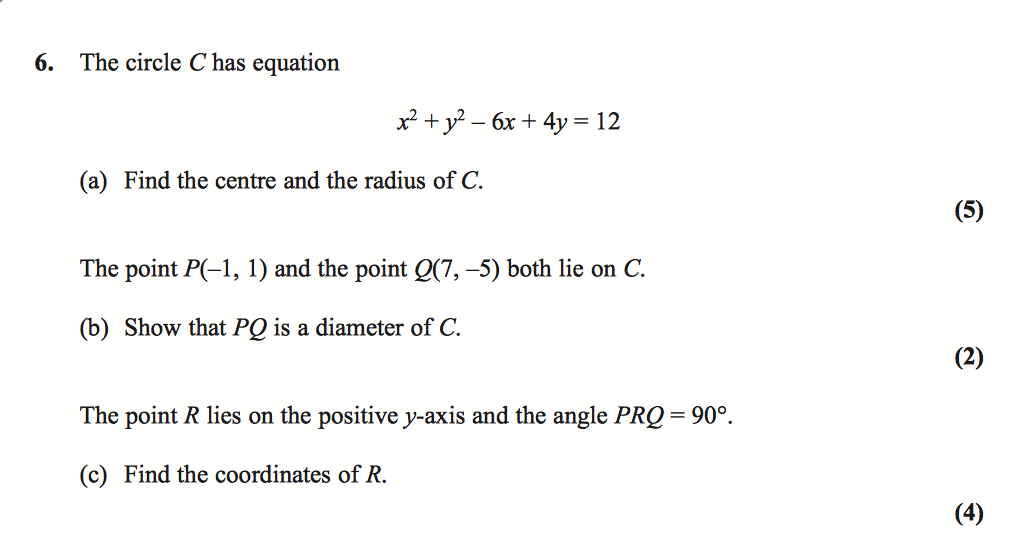 6. The circle C has equation
x² + y² – 6x + 4y = 12
(a) Find the centre and the radius of C.
(5)
The point P(–1, 1) and the point Q(7, –5) both lie on C.
(b) Show that PQ is a diameter of C.
(2)
The point R lies on the positive y-axis and the angle PRQ = 90°.
(c) Find the coordinates of R.
(4)